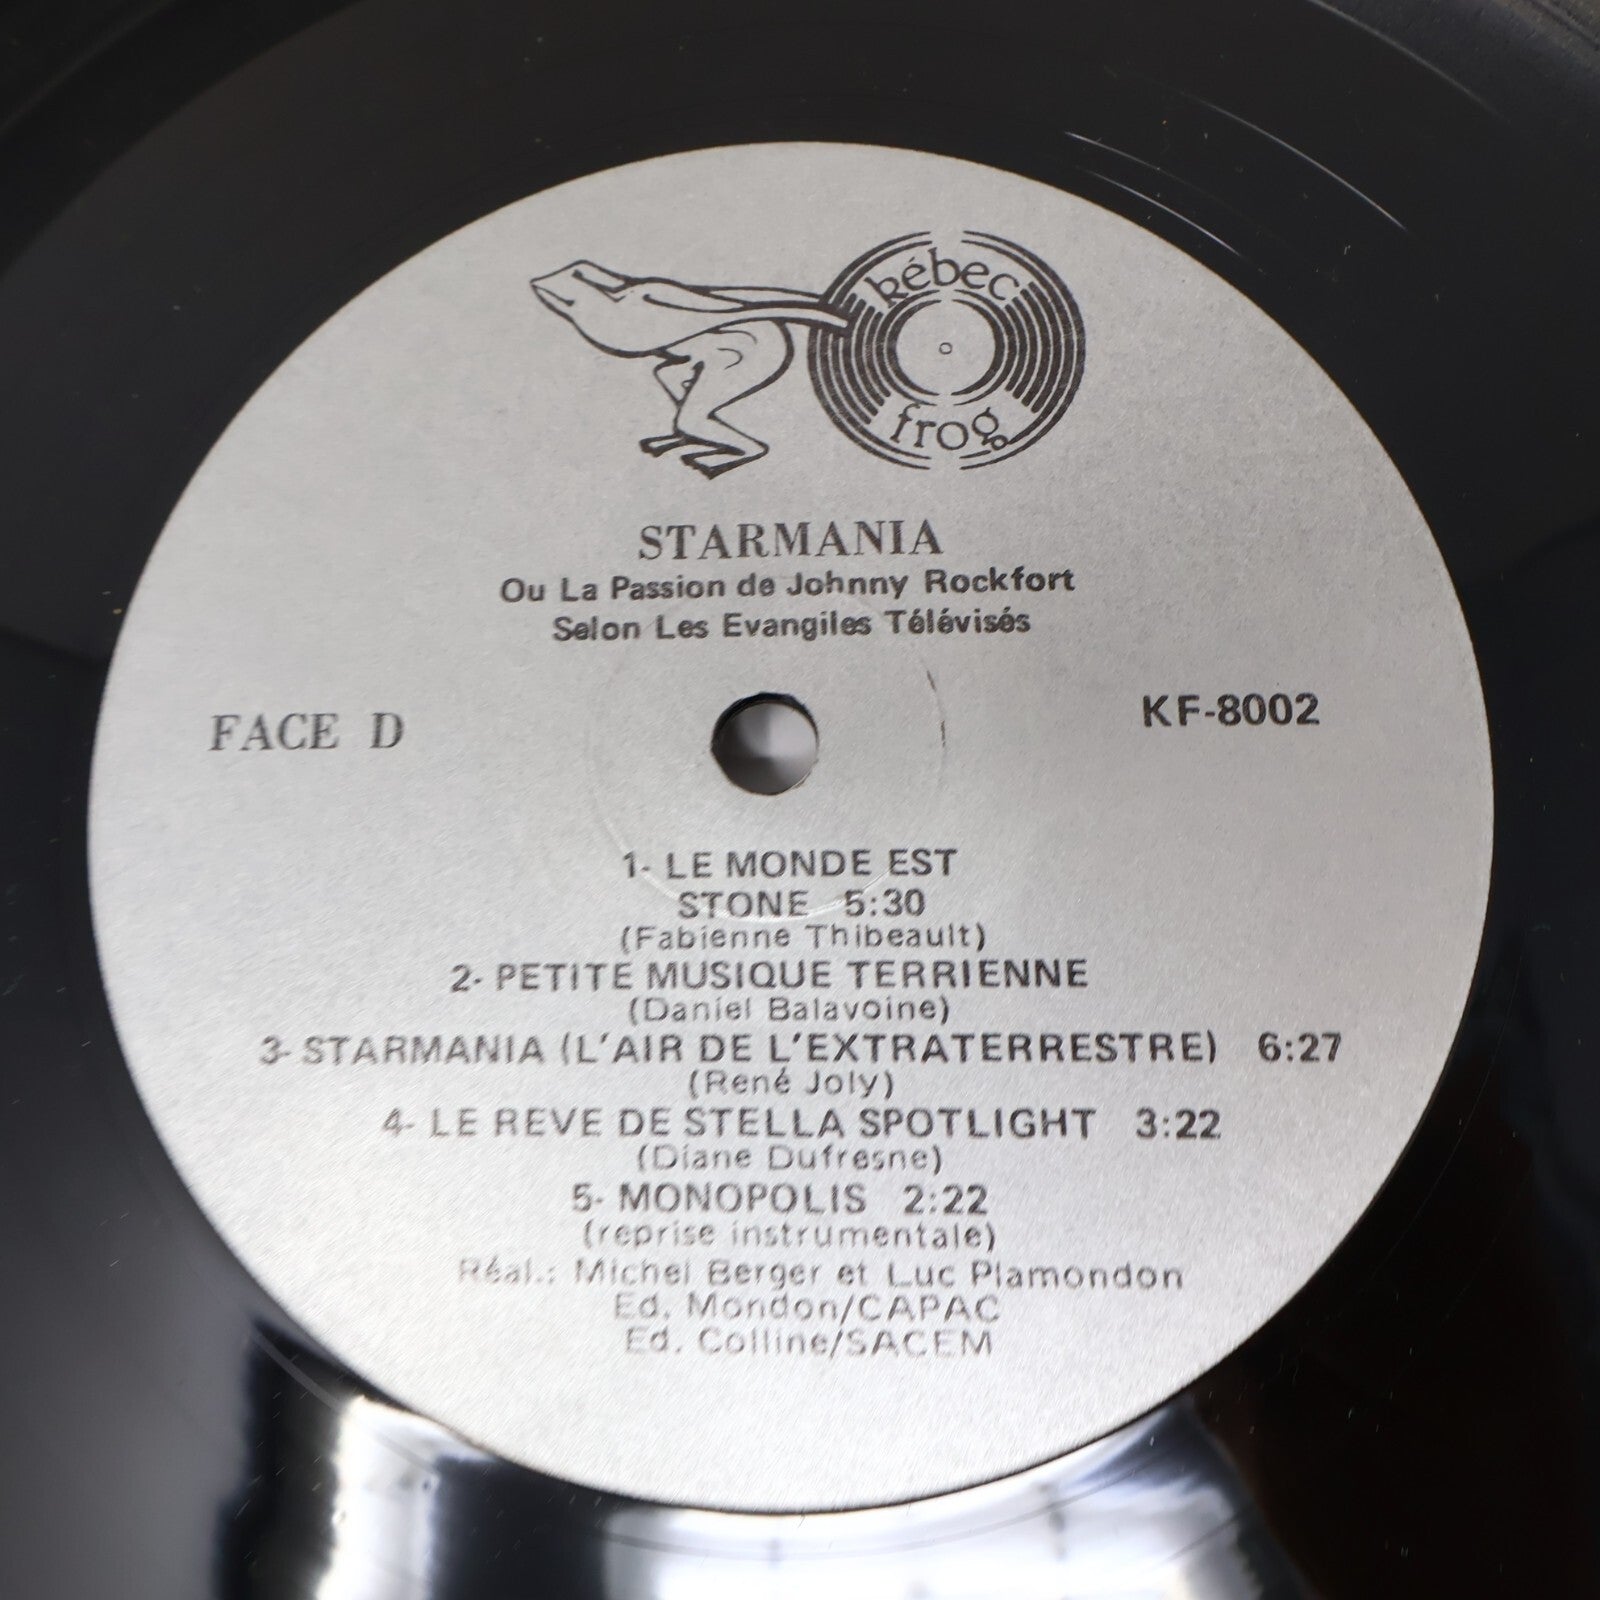 kébec
frog
STARMANIA
Ou La Passion de Johnny Rockfort
Selon Les Evangiles Télévisés
FACE D
KF-8002
1- LE MONDE EST
STONE 5:30
(Fabienne Thibeault)
2- PETITE MUSIQUE TERRIENNE
(Daniel Balavoine)
3- STARMANIA (L'AIR DE L'EXTRATERRESTRE) 6:27
(René Joly)
4- LE REVE DE STELLA SPOTLIGHT 3:22
(Diane Dufresne)
5- MONOPOLIS 2:22
(reprise instrumentale)
Réal.: Michel Berger et Luc Plamondon
Ed. Mondon/CAPAC
Ed. Colline/SACEM